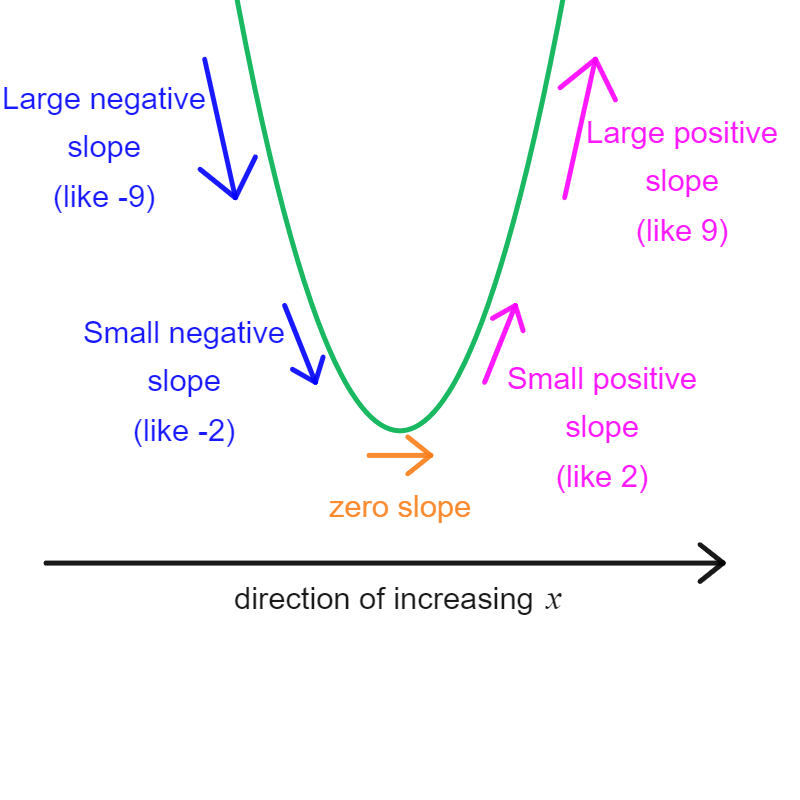 Large negative
slope
(like -9)
Large positive
slope
(like 9)
Small negative
slope
(like -2)
Small positive
slope
(like 2)
zero slope
direction of increasing x